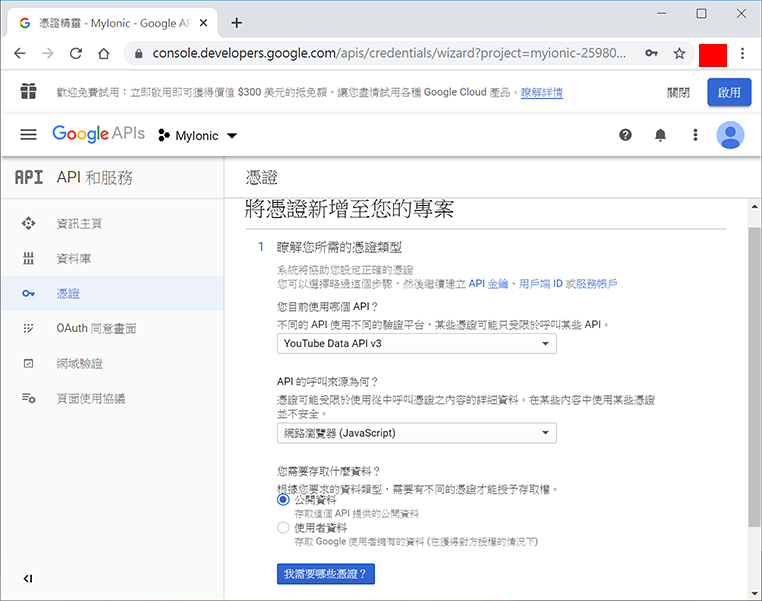 憑證精靈 - MyIonic - Google AP
console.developers.google.com/apis/credentials/wizard?project=myionic-25980...
歡迎免費試用：立即啟用即可獲得價值 $300 美元的抵免額，讓您盡情試用各種 Google Cloud 產品。瞭解詳情
關閉
啟用
Google APIs
MyIonic
API
API 和服務
憑證
資訊主頁
資料庫
憑證
OAuth 同意畫面
網域驗證
頁面使用協議
將憑證新增至您的專案
1 瞭解您所需的憑證類型
系統將協助您設定正確的憑證
您可以選擇略過這個步驟，然後繼續建立 API 金鑰、用戶端 ID 或服務帳戶
您目前使用哪個 API？
不同的 API 使用不同的驗證平台，某些憑證可能只受限於呼叫某些 API。
YouTube Data API v3
API 的呼叫來源為何？
憑證可能受限於使用從中呼叫憑證之內容的詳細資料。在某些內容中使用某些憑證
並不安全。
網路瀏覽器 (JavaScript)
您需要存取什麼資料？
根據您要求的資料類型，需要有不同的憑證才能授予存取權。
公開資料
存取這個 API 提供的公開資料
使用者資料
存取 Google 使用者擁有的資料 (在獲得對方授權的情況下)
我需要哪些憑證？